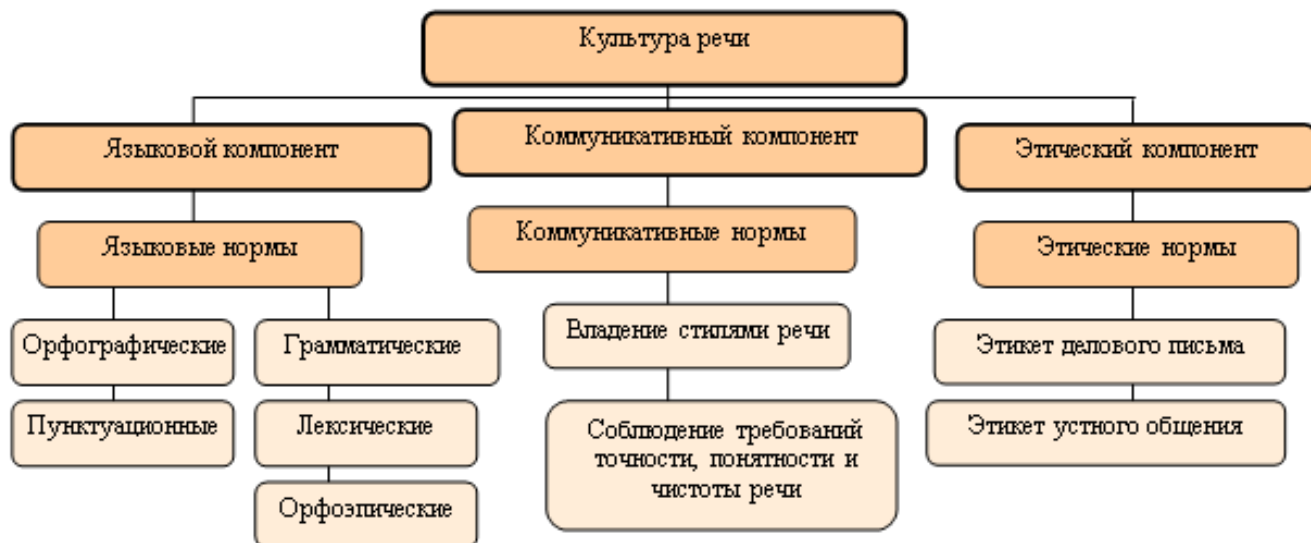 Культура речи
Языковой компонент
Коммуникативный компонент
Этический компонент
Языковые нормы
Коммуникативные нормы
Этические нормы
Орфографические
Грамматические
Владение стилями речи
Этикет делового письма
Пунктуационные
Лексические
Соблюдение требований
точности, понятности и
чистоты речи
Этикет устного общения
Орфоэпические